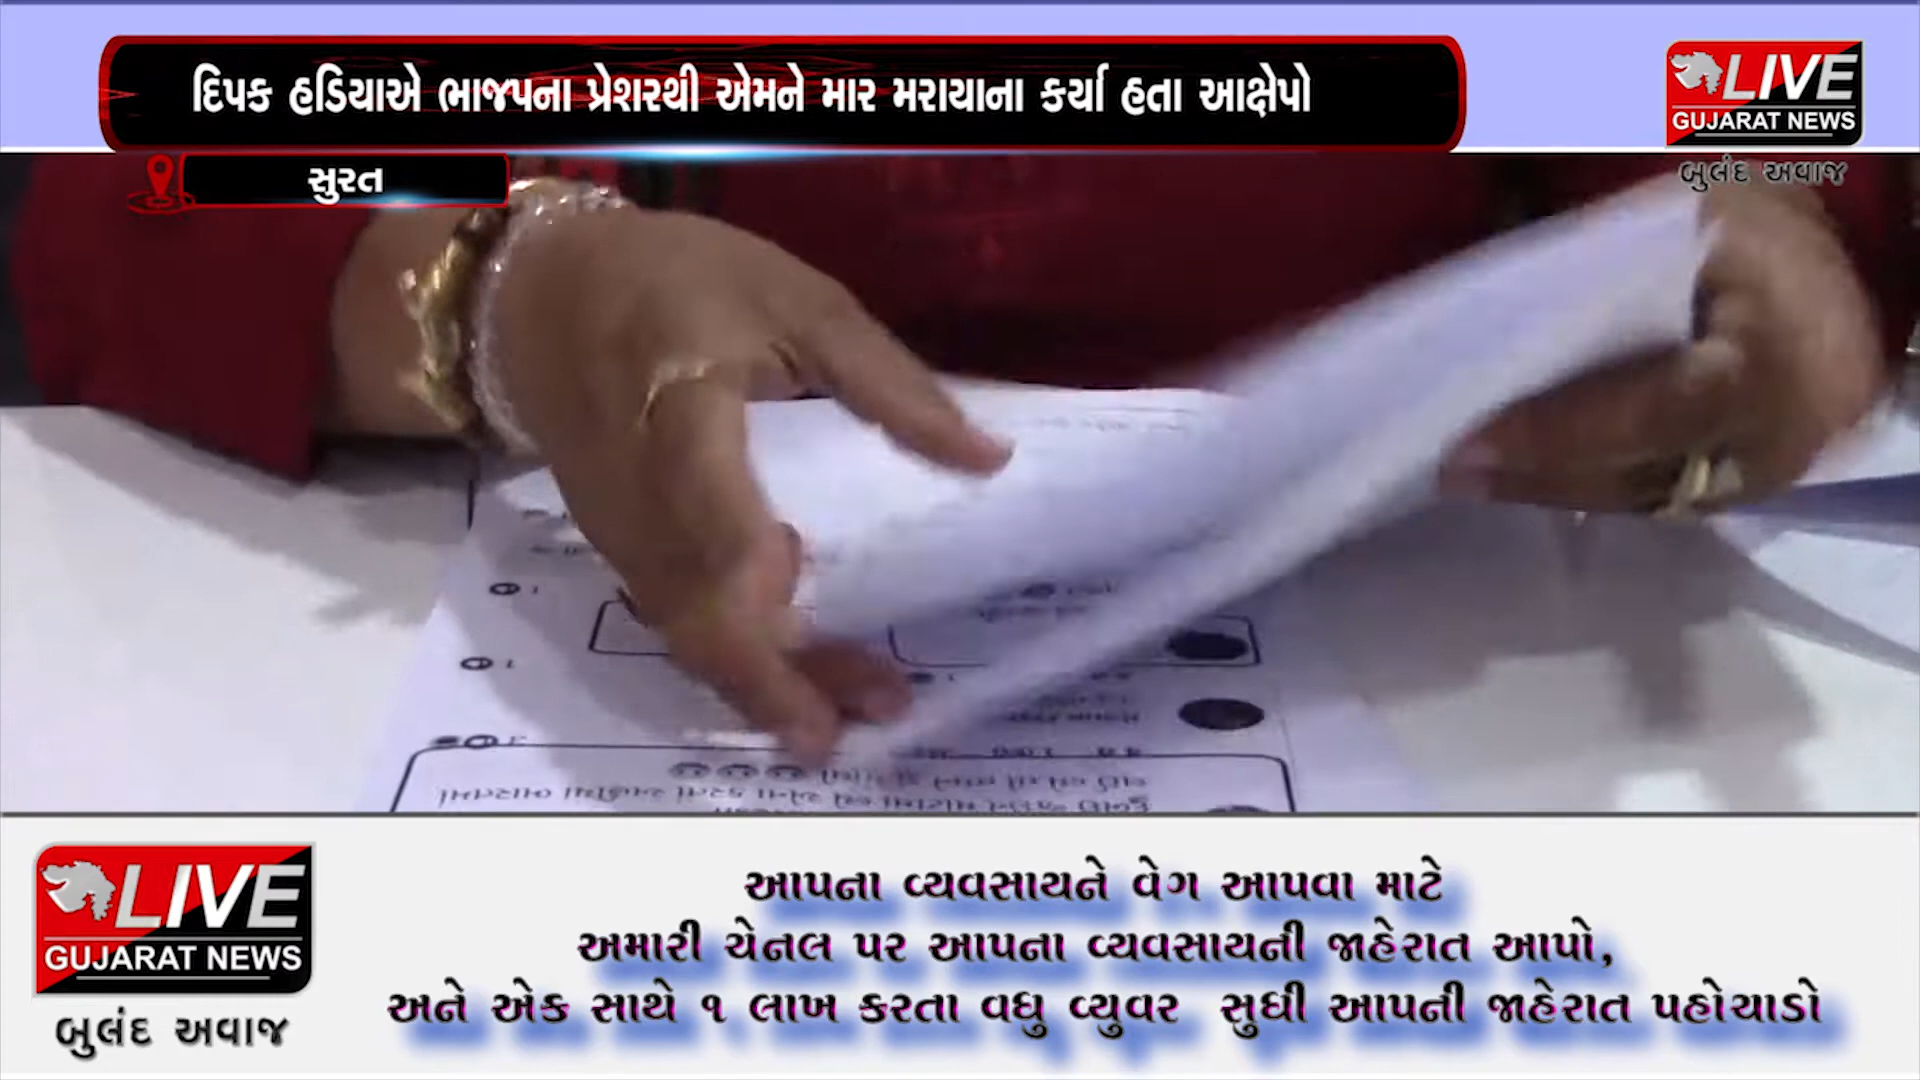 દિપક હડિયાએ ભાજપના પ્રેશરથી એમને માર મરાયાના કર્યા હતા આક્ષેપો
LIVE
GUJARAT NEWS
બુલંદ અવાજ
સુરત
LIVE
GUJARAT NEWS
બુલંદ અવાજ
આપના વ્યવસાયને વેગ આપવા માટે
અમારી ચેનલ પર આપના વ્યવસાયની જાહેરાત આપો,
અને એક સાથે ૧ લાખ કરતા વધુ વ્યુવર સુધી આપની જાહેરાત પહોચાડો